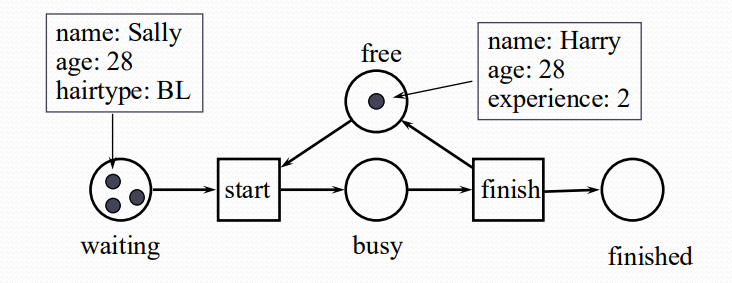 name: Sally
age: 28
hairtype: BL
free
name: Harry
age: 28
experience: 2
start
finish
waiting
busy
finished